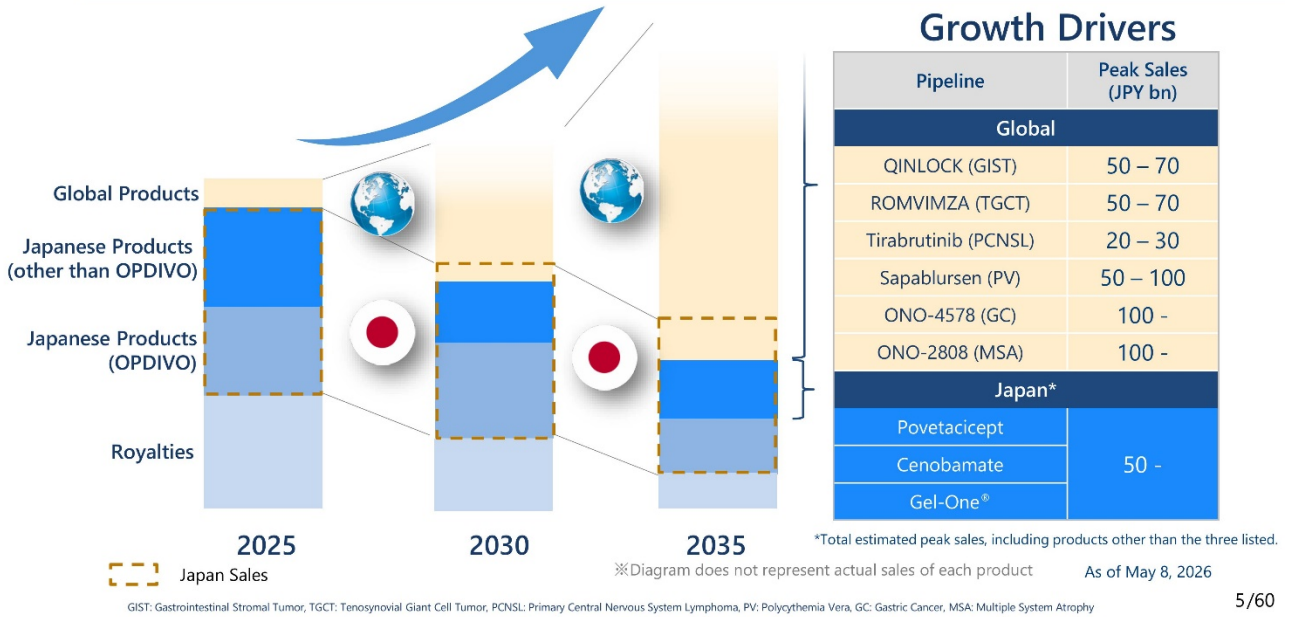 Growth Drivers
Pipeline
Peak Sales
(JPY bn)
Global
QINLOCK (GIST) 50 – 70
ROMVIMZA (TGCT) 50 – 70
Tirabrutinib (PCNSL) 20 – 30
Sapablursen (PV) 50 – 100
ONO-4578 (GC) 100 -
ONO-2808 (MSA) 100 -
Japan*
Povetacicept
Cenobamate
Gel-One®
50 -
*Total estimated peak sales, including products other than the three listed.
Global Products
Japanese Products
(other than OPDIVO)
Japanese Products
(OPDIVO)
Royalties
2025 2030 2035
Japan Sales
※Diagram does not represent actual sales of each product
As of May 8, 2026
GIST: Gastrointestinal Stromal Tumor, TGCT: Tenosynovial Giant Cell Tumor, PCNSL: Primary Central Nervous System Lymphoma, PV: Polycythemia Vera, GC: Gastric Cancer, MSA: Multiple System Atrophy
5/60